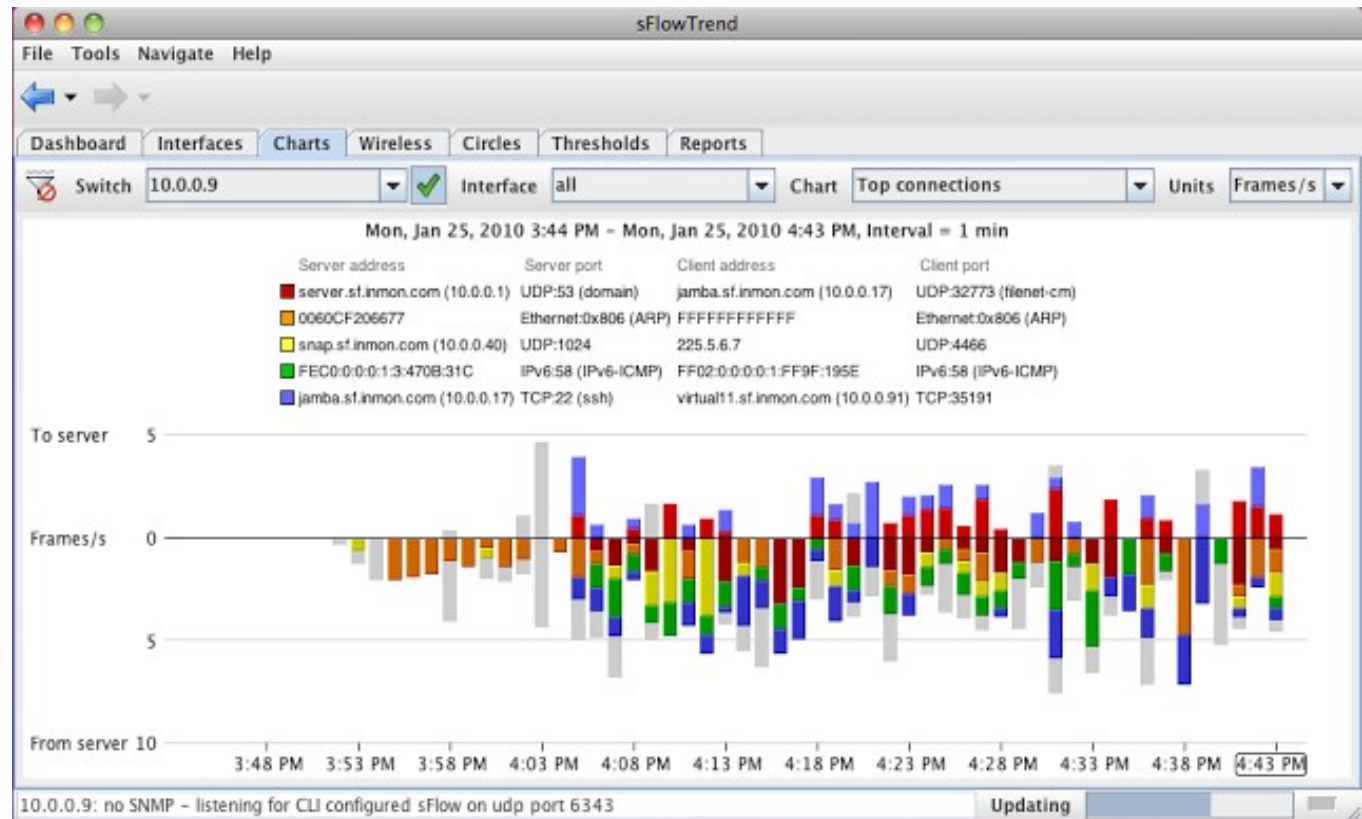 sFlowTrend
File Tools Navigate Help
Dashboard Interfaces Charts Wireless Circles Thresholds Reports
Switch 10.0.0.9 Interface all Chart Top connections Units Frames/s
Mon, Jan 25, 2010 3:44 PM – Mon, Jan 25, 2010 4:43 PM, Interval = 1 min
Server address Server port Client address Client port
server.sf.inmon.com (10.0.0.1) UDP:53 (domain) jamba.sf.inmon.com (10.0.0.17) UDP:32773 (filenet-cm)
0060CF206677 Ethernet:0x806 (ARP) FFFFFFFFFFFF Ethernet:0x806 (ARP)
snap.sf.inmon.com (10.0.0.40) UDP:1024 225.5.6.7 UDP:4466
FEC0:0:0:0:1:3:470B:31C IPv6:58 (IPv6-ICMP) FF02:0:0:0:0:1:FF9F:195E IPv6:58 (IPv6-ICMP)
jamba.sf.inmon.com (10.0.0.17) TCP:22 (ssh) virtual11.sf.inmon.com (10.0.0.91) TCP:35191
To server 5
Frames/s 0
5
From server 10
3:48 PM 3:53 PM 3:58 PM 4:03 PM 4:08 PM 4:13 PM 4:18 PM 4:23 PM 4:28 PM 4:33 PM 4:38 PM 4:43 PM
10.0.0.9: no SNMP – listening for CLI configured sFlow on udp port 6343 Updating